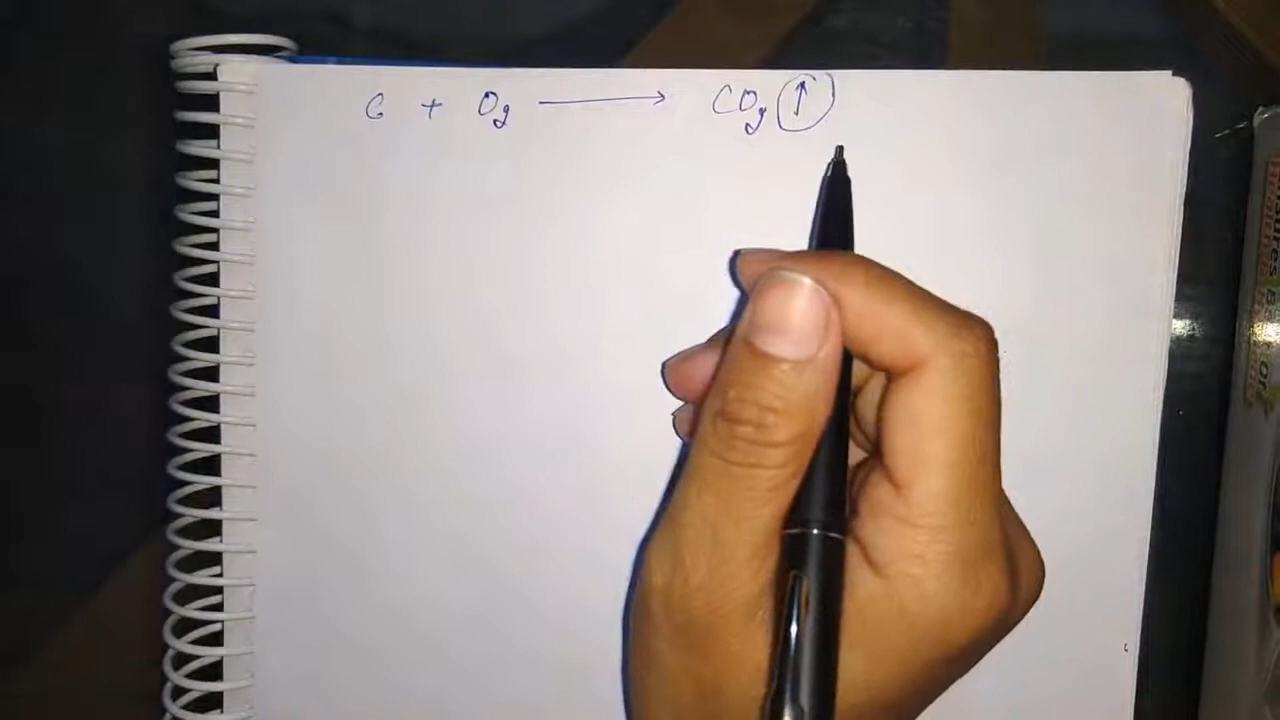 C + O₂ ⟶ CO₂ ↑